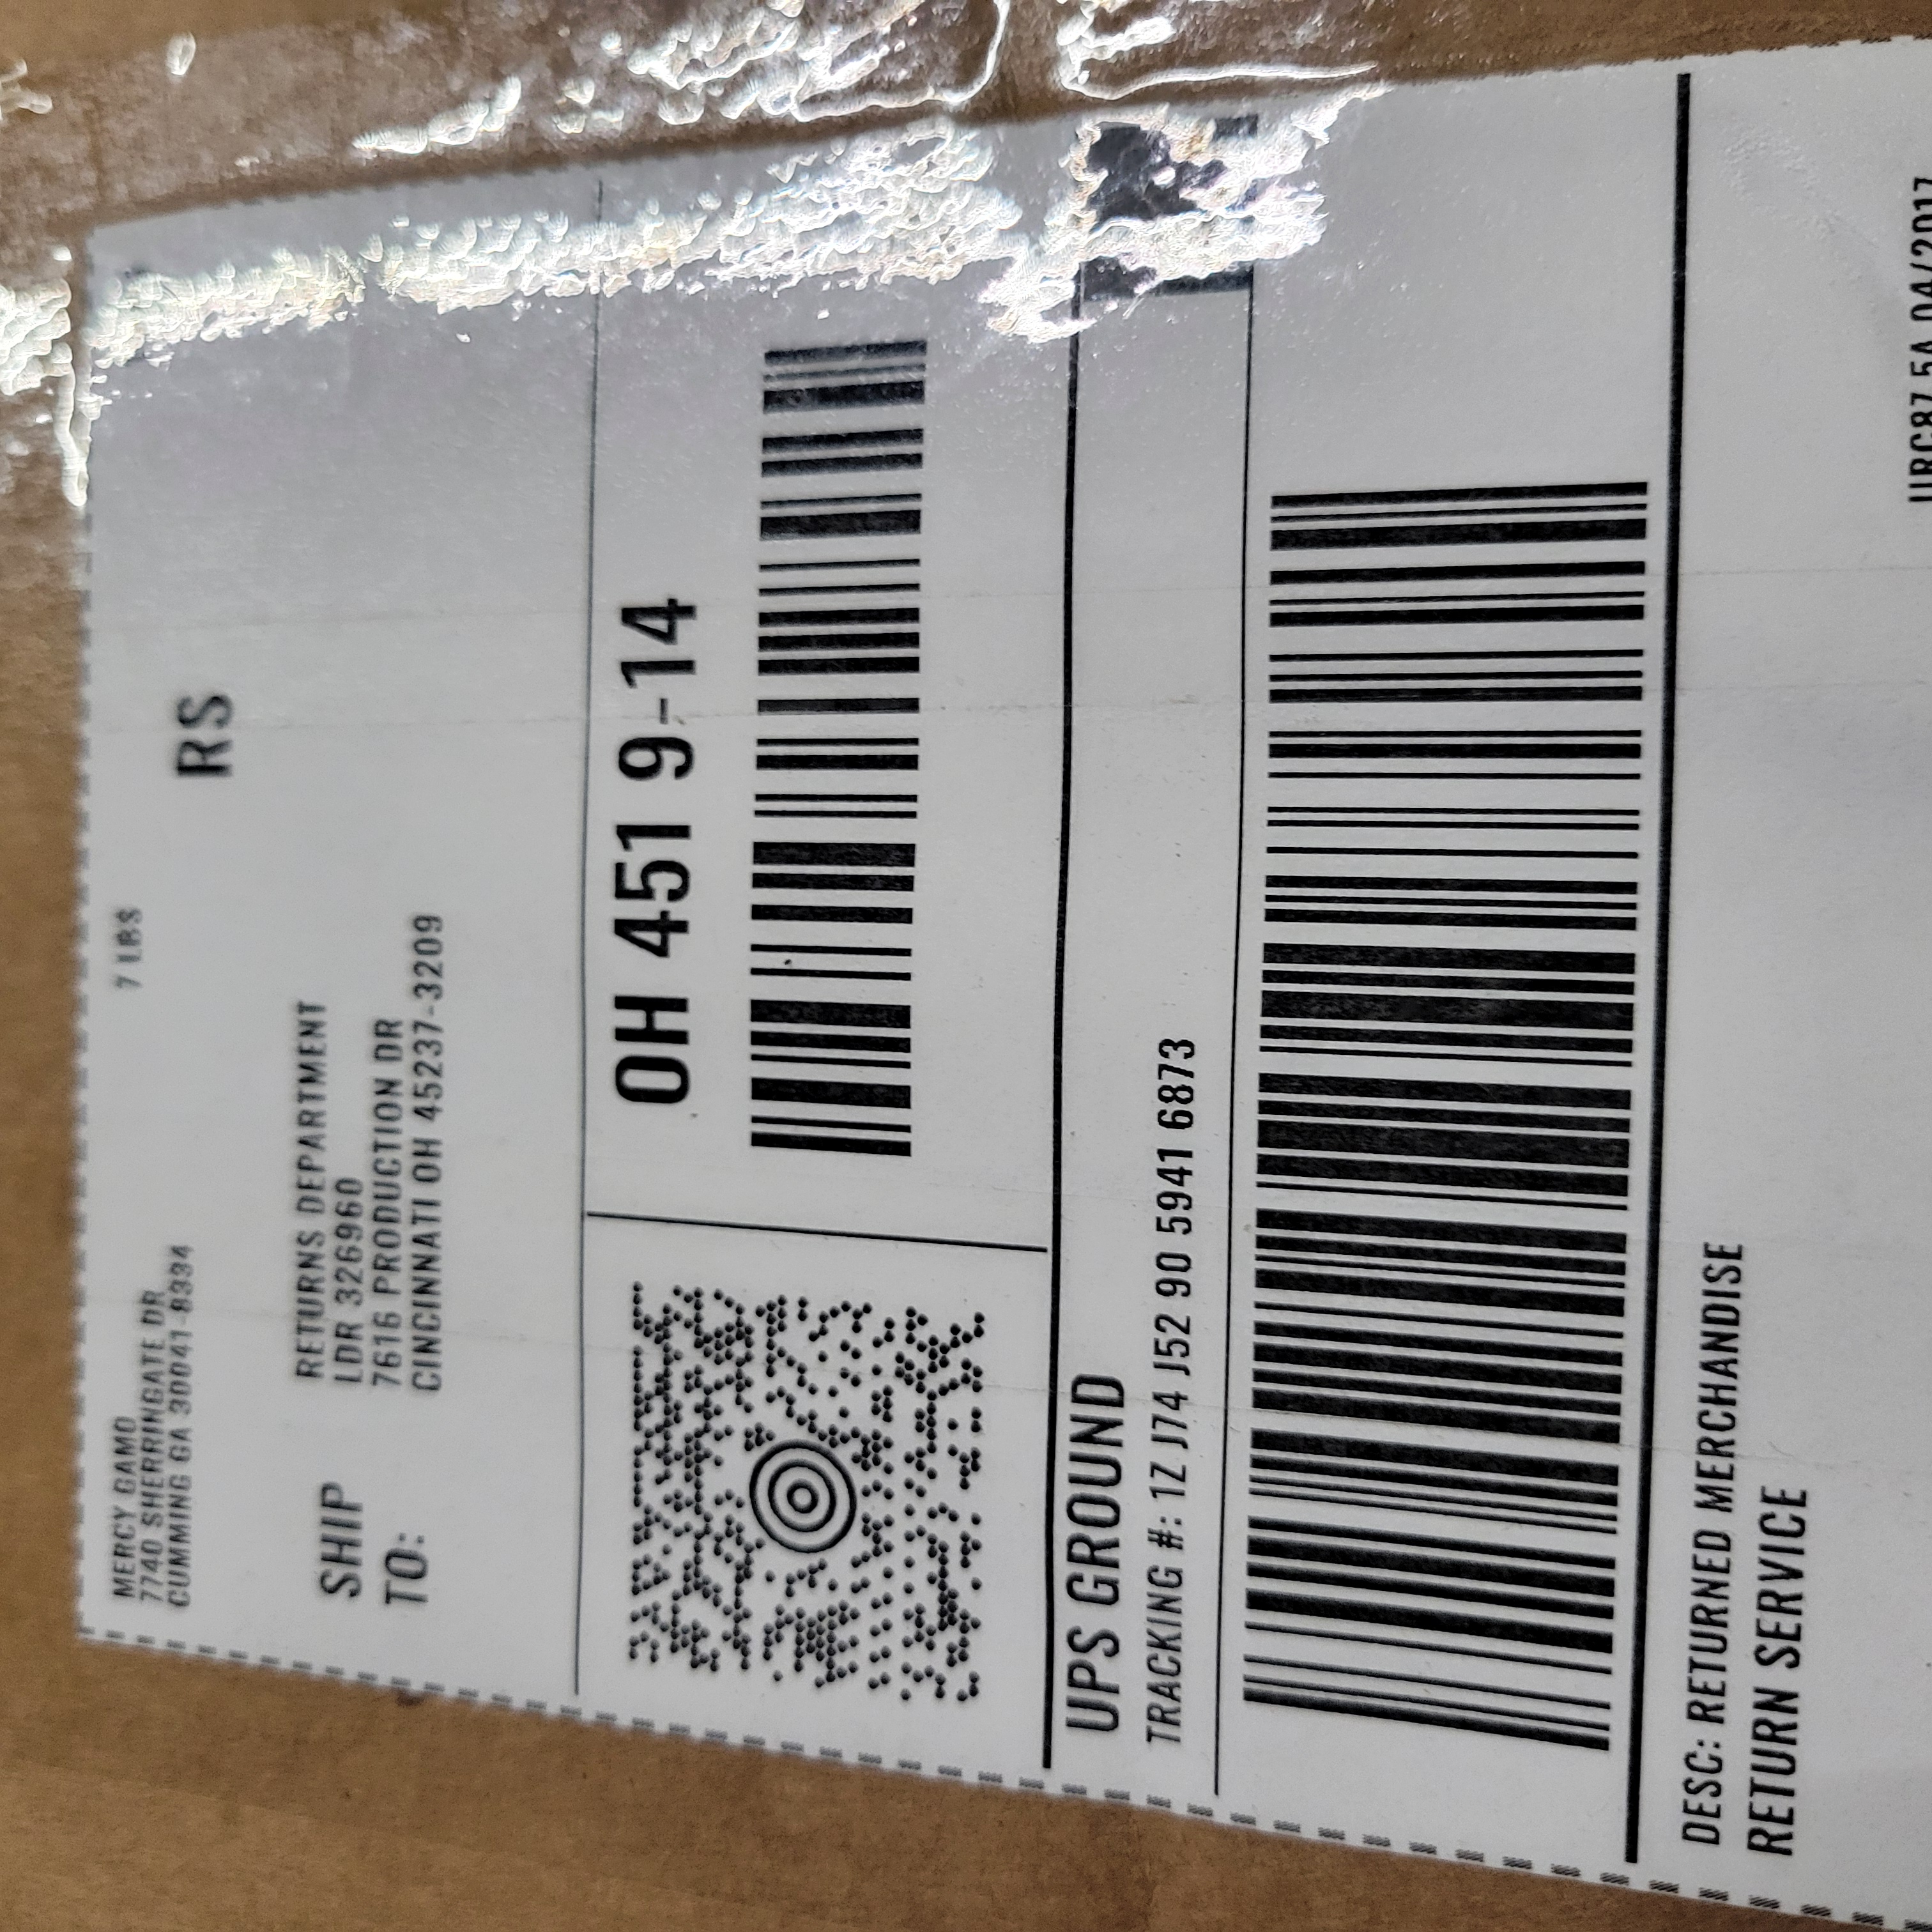 MERCY GAMO
7740 SHERRINGATE DR
CUMMING GA 30041-8334
7 LBS
RS
SHIP
TO:
RETURNS DEPARTMENT
LDR 326960
7616 PRODUCTION DR
CINCINNATI OH 45237-3209
OH 451 9-14
UPS GROUND
TRACKING #: 1Z J74 J52 90 5941 6873
DESC: RETURNED MERCHANDISE
RETURN SERVICE